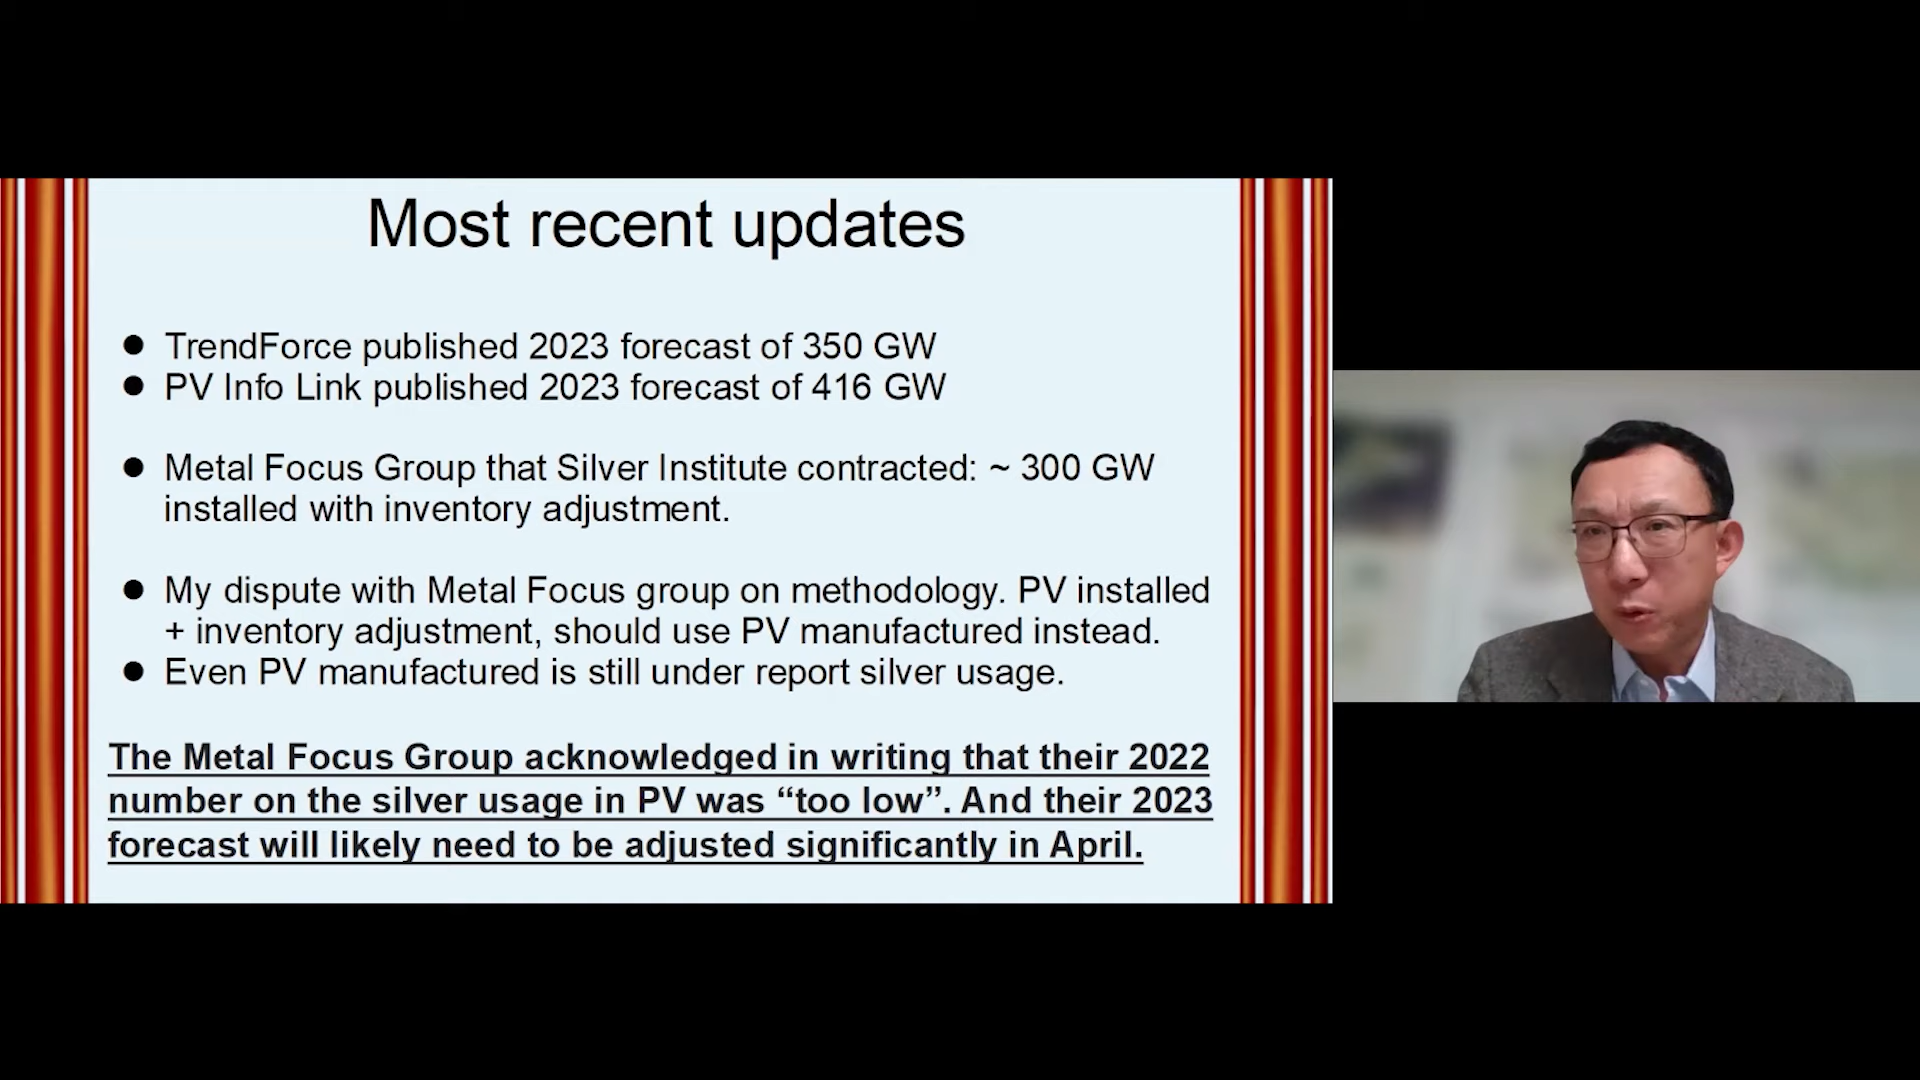 Most recent updates
● TrendForce published 2023 forecast of 350 GW
● PV Info Link published 2023 forecast of 416 GW
● Metal Focus Group that Silver Institute contracted: ~ 300 GW
installed with inventory adjustment.
● My dispute with Metal Focus group on methodology. PV installed
+ inventory adjustment, should use PV manufactured instead.
● Even PV manufactured is still under report silver usage.
The Metal Focus Group acknowledged in writing that their 2022
number on the silver usage in PV was “too low”. And their 2023
forecast will likely need to be adjusted significantly in April.